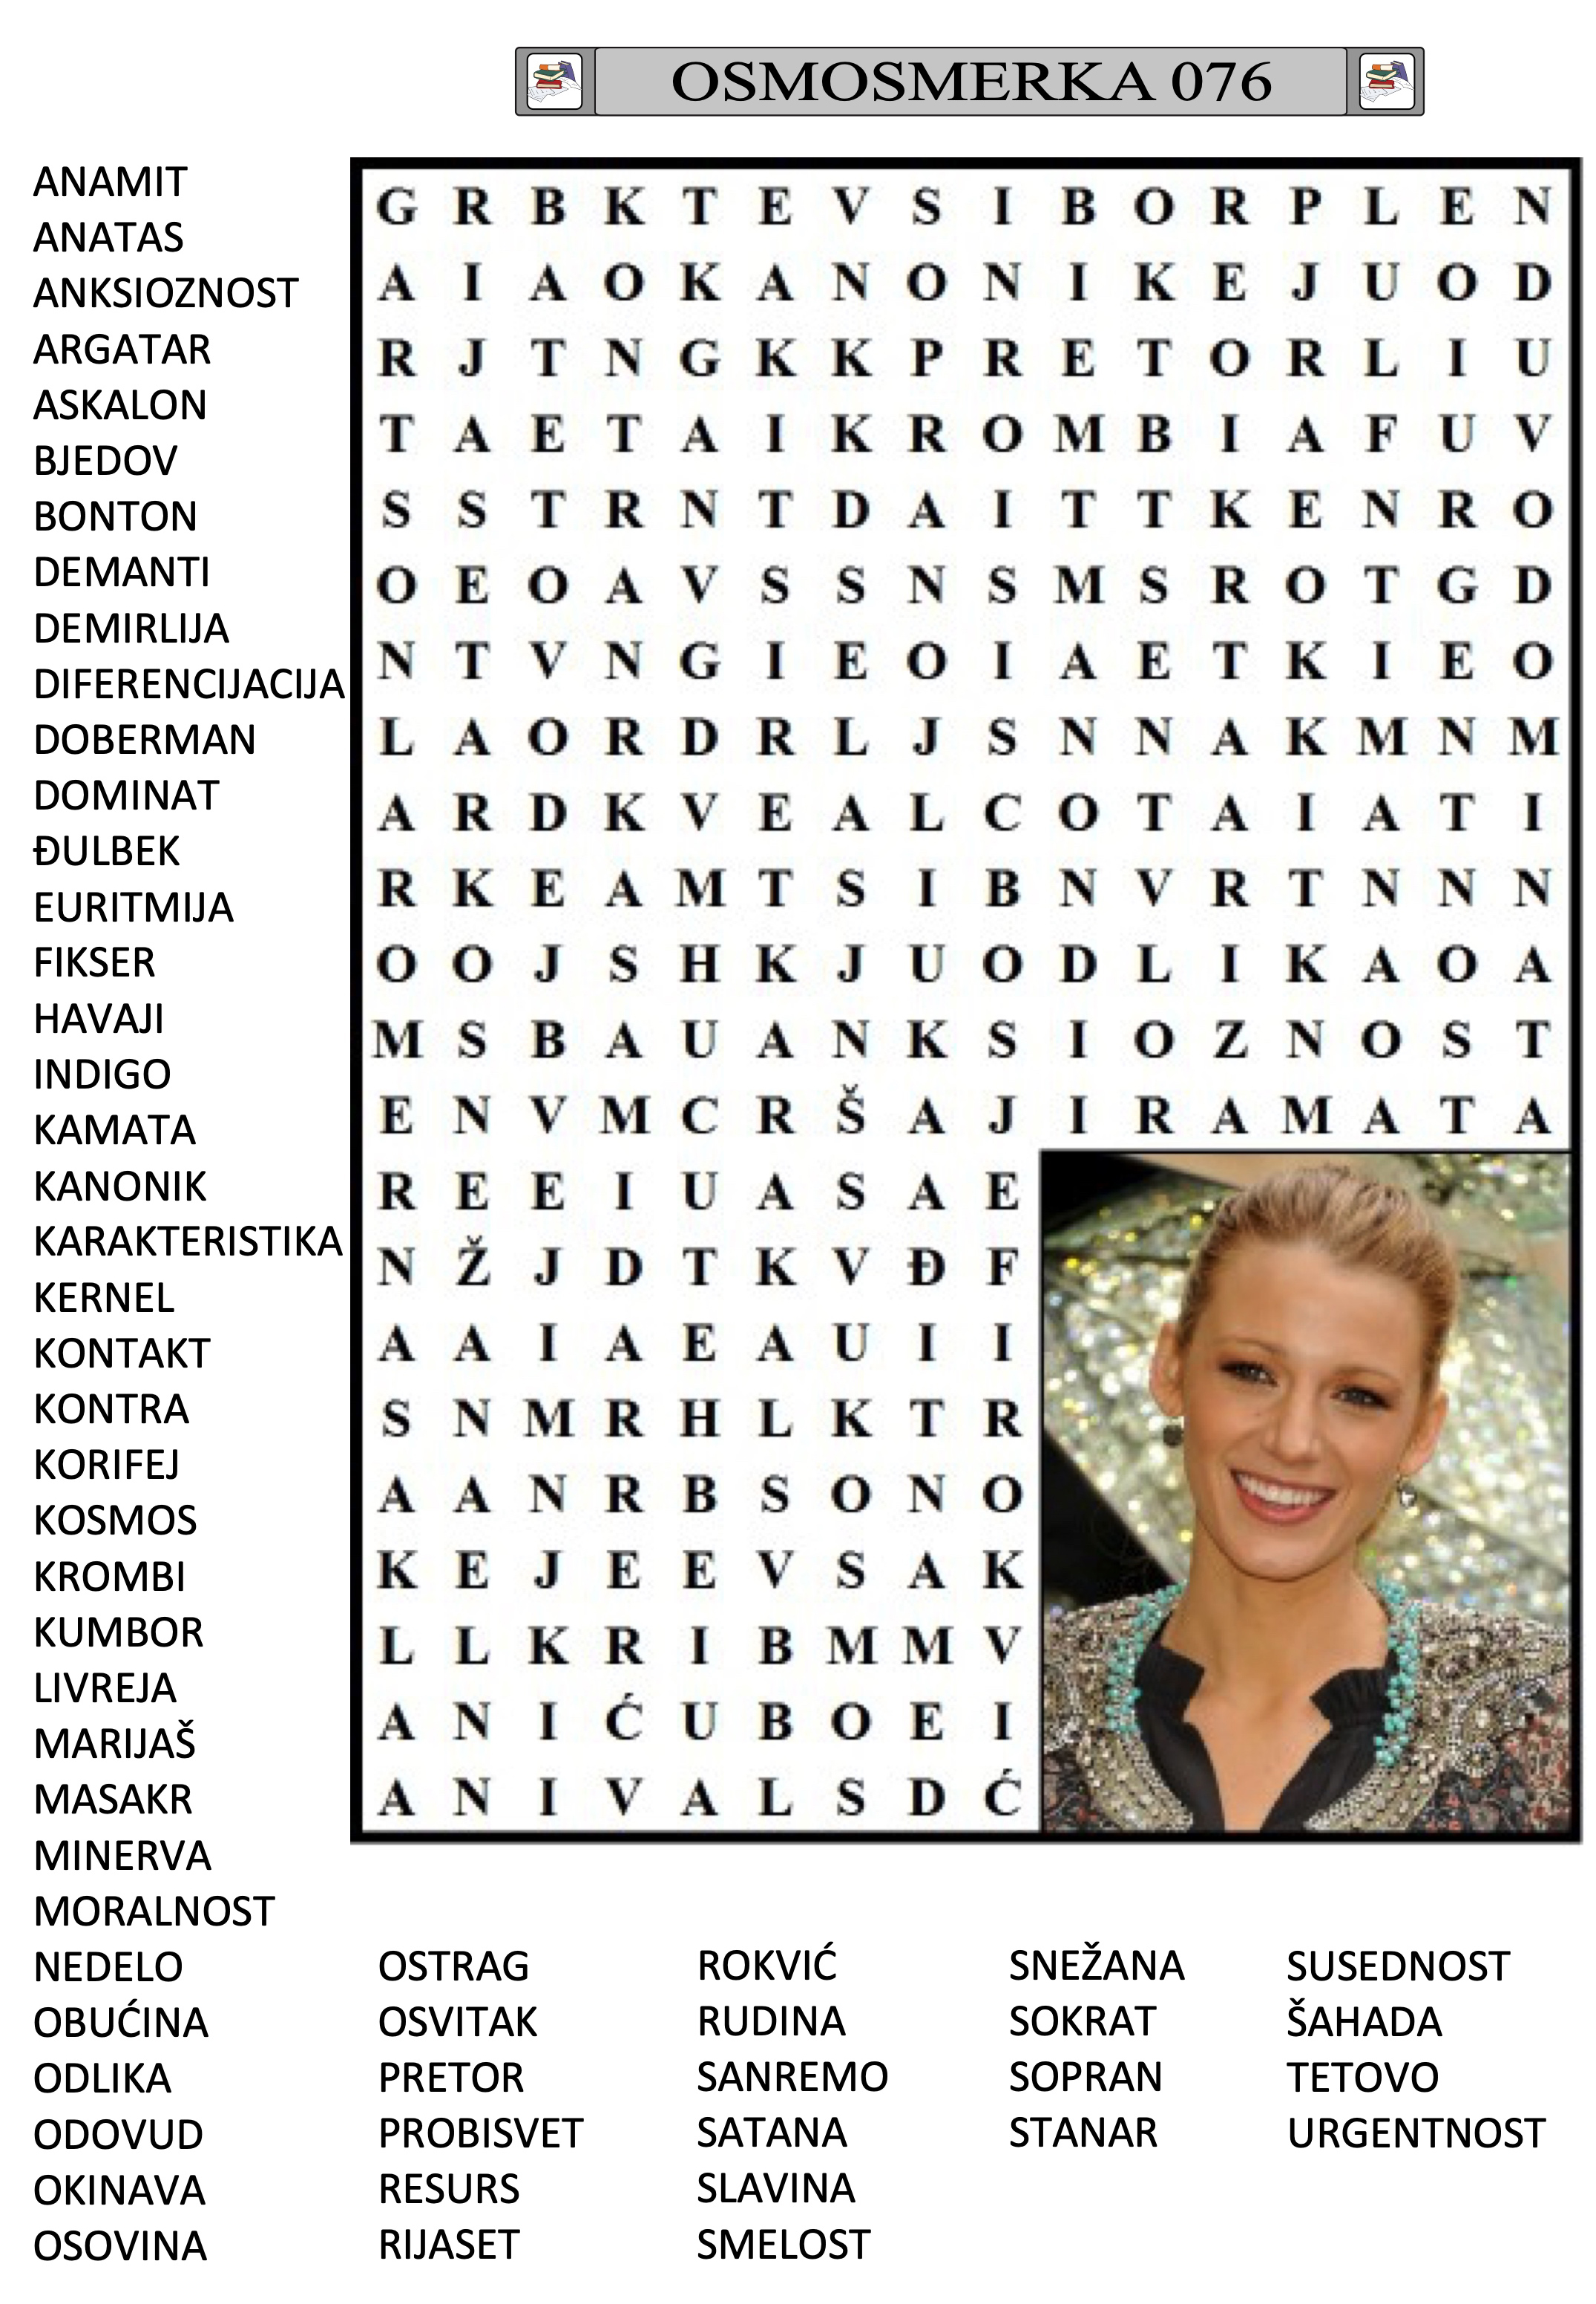 OSMOSMERKA 076
ANAMIT
ANATAS
ANKSIOZNOST
ARGATAR
ASKALON
BJEDOV
BONTON
DEMANTI
DEMIRLIJA
DIFERENCIJACIJA
DOBERMAN
DOMINAT
ĐULBEK
EURITMIJA
FIKSER
HAVAJI
INDIGO
KAMATA
KANONIK
KARAKTERISTIKA
KERNEL
KONTAKT
KONTRA
KORIFEJ
KOSMOS
KROMBI
KUMBOR
LIVREJA
MARIJAŠ
MASAKR
MINERVA
MORALNOST
NEDELO
OBUĆINA
ODLIKA
ODOVUD
OKINAVA
OSOVINA
G R B K T E V S I B O R P L E N
A I A O K A N O N I K E J U O D
R J T N G K K P R E T O R L I U
T A E T A I K R O M B I A F U V
S S T R N T D A I T T K E N R O
O E O A V S S N S M S R O T G D
N T V N G I E O I A E T K I E O
L A O R D R L J S N N A K M N M
A R D K V E A L C O T A I A T I
R K E A M T S I B N V R T N N N
O O J S H K J U O D L I K A O A
M S B A U A N K S I O Z N O S T
E N V M C R Š A J I R A M A T A
R E E I U A S A E
N Ž J D T K V Đ F
A A I A E A U I I
S N M R H L K T R
A A N R B S O N O
K E J E E V S A K
L L K R I B M M V
A N I Ć U B O E I
A N I V A L S D Ć
OSTRAG
OSVITAK
PRETOR
PROBISVET
RESURS
RIJASET
ROKVIĆ
RUDINA
SANREMO
SATANA
SLAVINA
SMELOST
SNEŽANA
SOKRAT
SOPRAN
STANAR
SUSEDNOST
ŠAHADA
TETOVO
URGENTNOST